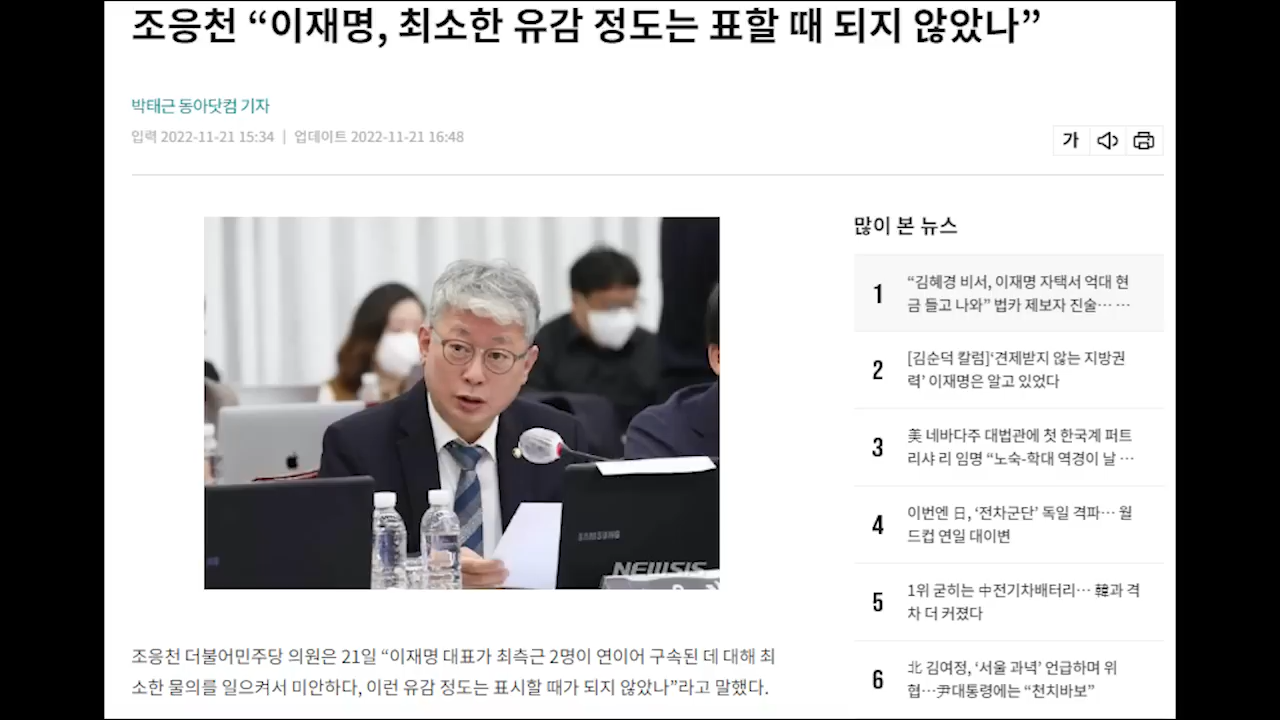 조응천 “이재명, 최소한 유감 정도는 표할 때 되지 않았나”
박태근 동아닷컴 기자
입력 2022-11-21 15:34 | 업데이트 2022-11-21 16:48
가
SAMSUNG
NEWSIS
조응천 더불어민주당 의원은 21일 “이재명 대표가 최측근 2명이 연이어 구속된 데 대해 최
소한 물의를 일으켜서 미안하다, 이런 유감 정도는 표시할 때가 되지 않았나”라고 말했다.
많이 본 뉴스
1
“김혜경 비서, 이재명 자택서 억대 현
금 들고 나와” 법카 제보자 진술… …
2
[김순덕 칼럼]‘견제받지 않는 지방권
력’ 이재명은 알고 있었다
3
美 네바다주 대법관에 첫 한국계 퍼트
리샤 리 임명 “노숙-학대 역경이 날 …
4
이번엔 日, ‘전차군단’ 독일 격파… 월
드컵 연일 대이변
5
1위 굳히는 中전기차배터리… 韓과 격
차 더 커졌다
6
北 김여정, ‘서울 과녁’ 언급하며 위
협…尹대통령에는 “천치바보”